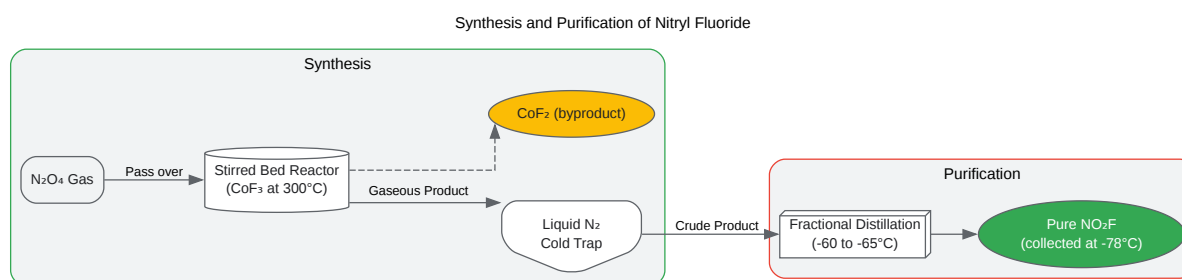 Synthesis and Purification of Nitryl Fluoride
Synthesis
CoF₂ (byproduct)
N₂O₄ Gas
Pass over
Stirred Bed Reactor
(CoF₃ at 300°C)
Gaseous Product
Liquid N₂
Cold Trap
Crude Product
Purification
Fractional Distillation
(-60 to -65°C)
Pure NO₂F
(collected at -78°C)